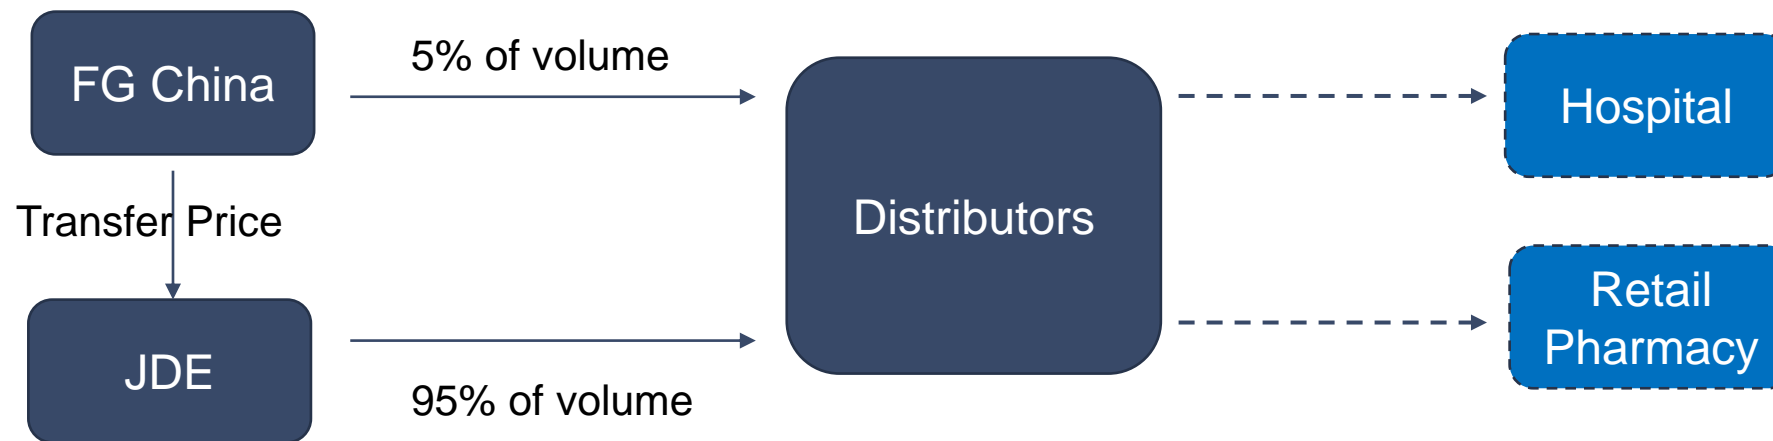 FG China
5% of volume
Hospital
Transfer Price
Distributors
Retail
Pharmacy
JDE
95% of volume